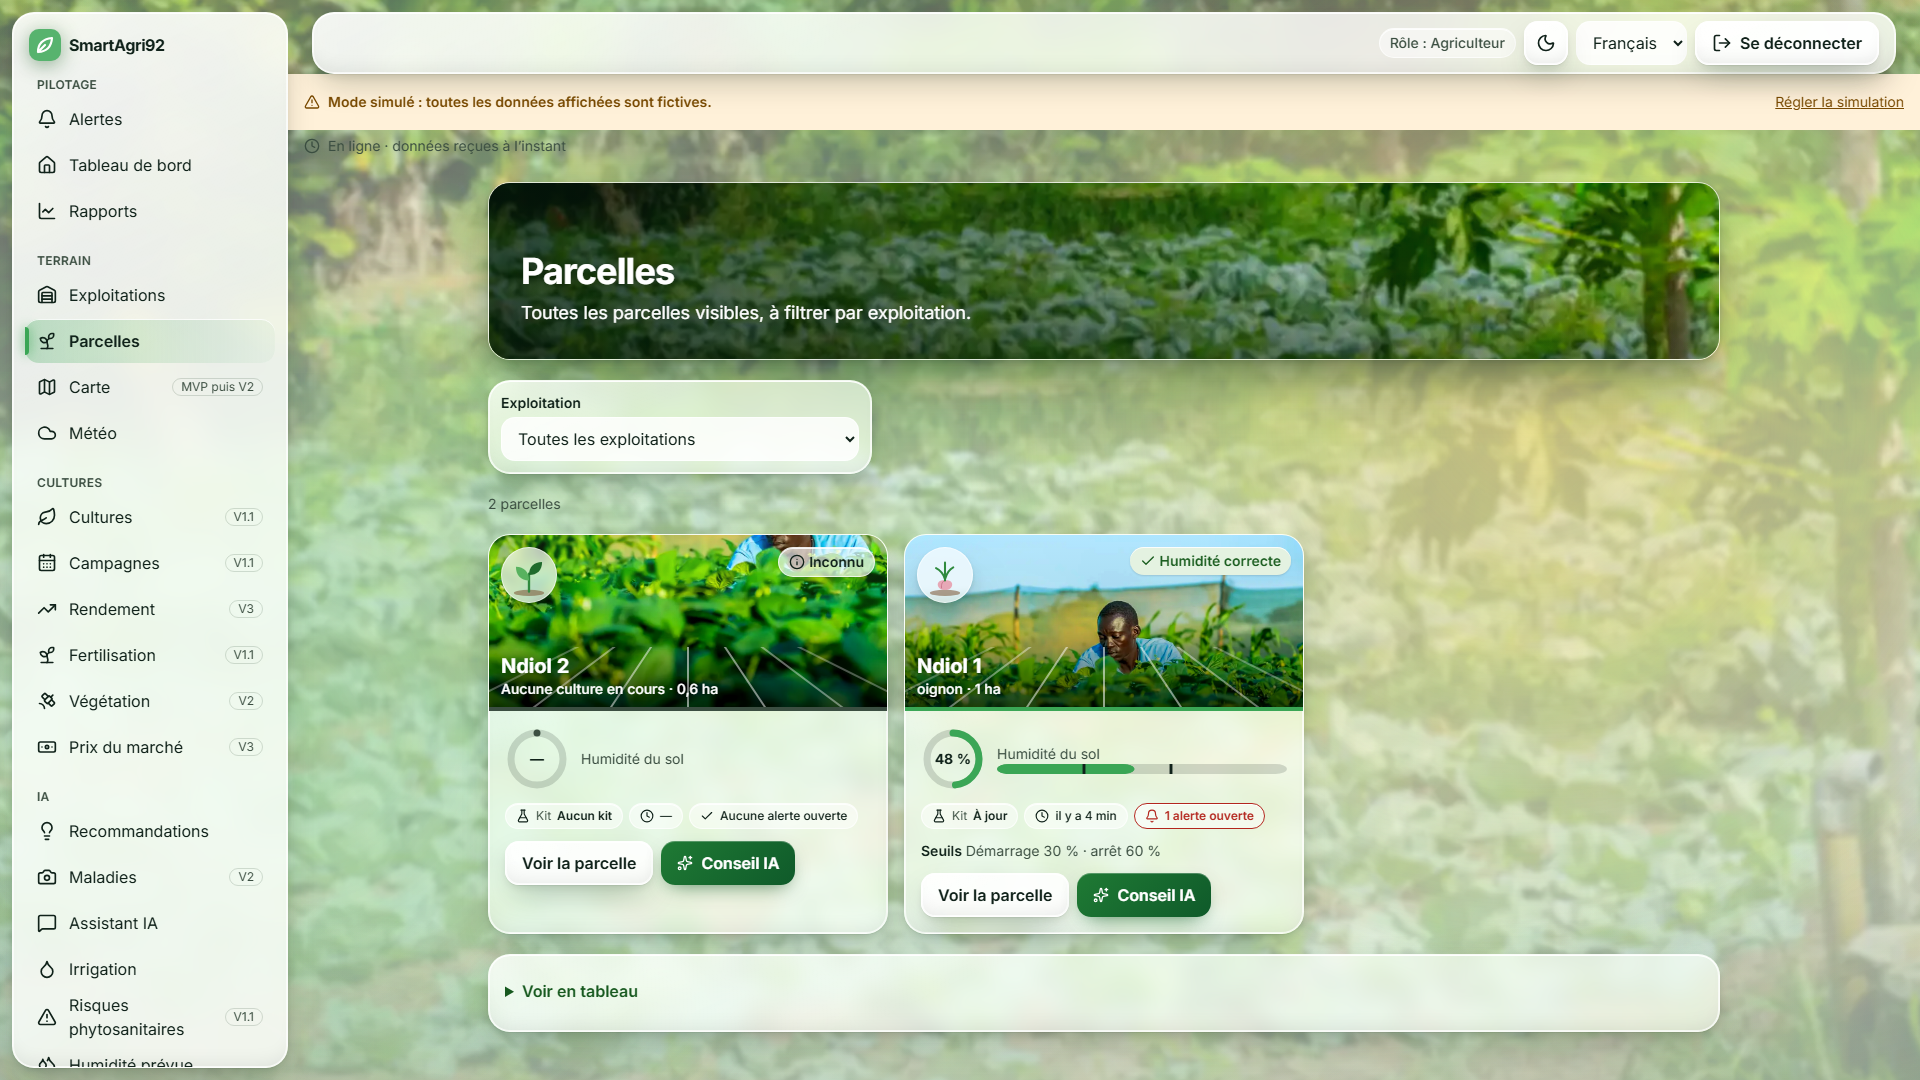 SmartAgri92
PILOTAGE
Alertes
Tableau de bord
Rapports
TERRAIN
Exploitations
Parcelles
Carte MVP puis V2
Météo
CULTURES
Cultures V1.1
Campagnes V1.1
Rendement V3
Fertilisation V1.1
Végétation V2
Prix du marché V3
IA
Recommandations
Maladies V2
Assistant IA
Irrigation
Risques phytosanitaires V1.1
Humidité prévue
Rôle : Agriculteur
Français
Se déconnecter
Mode simulé : toutes les données affichées sont fictives.
Régler la simulation
En ligne · données reçues à l’instant
Parcelles
Toutes les parcelles visibles, à filtrer par exploitation.
Exploitation
Toutes les exploitations
2 parcelles
Inconnu
Ndiol 2
Aucune culture en cours · 0,6 ha
—
Humidité du sol
Kit Aucun kit
—
Aucune alerte ouverte
Voir la parcelle
Conseil IA
Humidité correcte
Ndiol 1
oignon · 1 ha
48 %
Humidité du sol
Kit À jour
il y a 4 min
1 alerte ouverte
Seuils Démarrage 30 % · arrêt 60 %
Voir la parcelle
Conseil IA
Voir en tableau